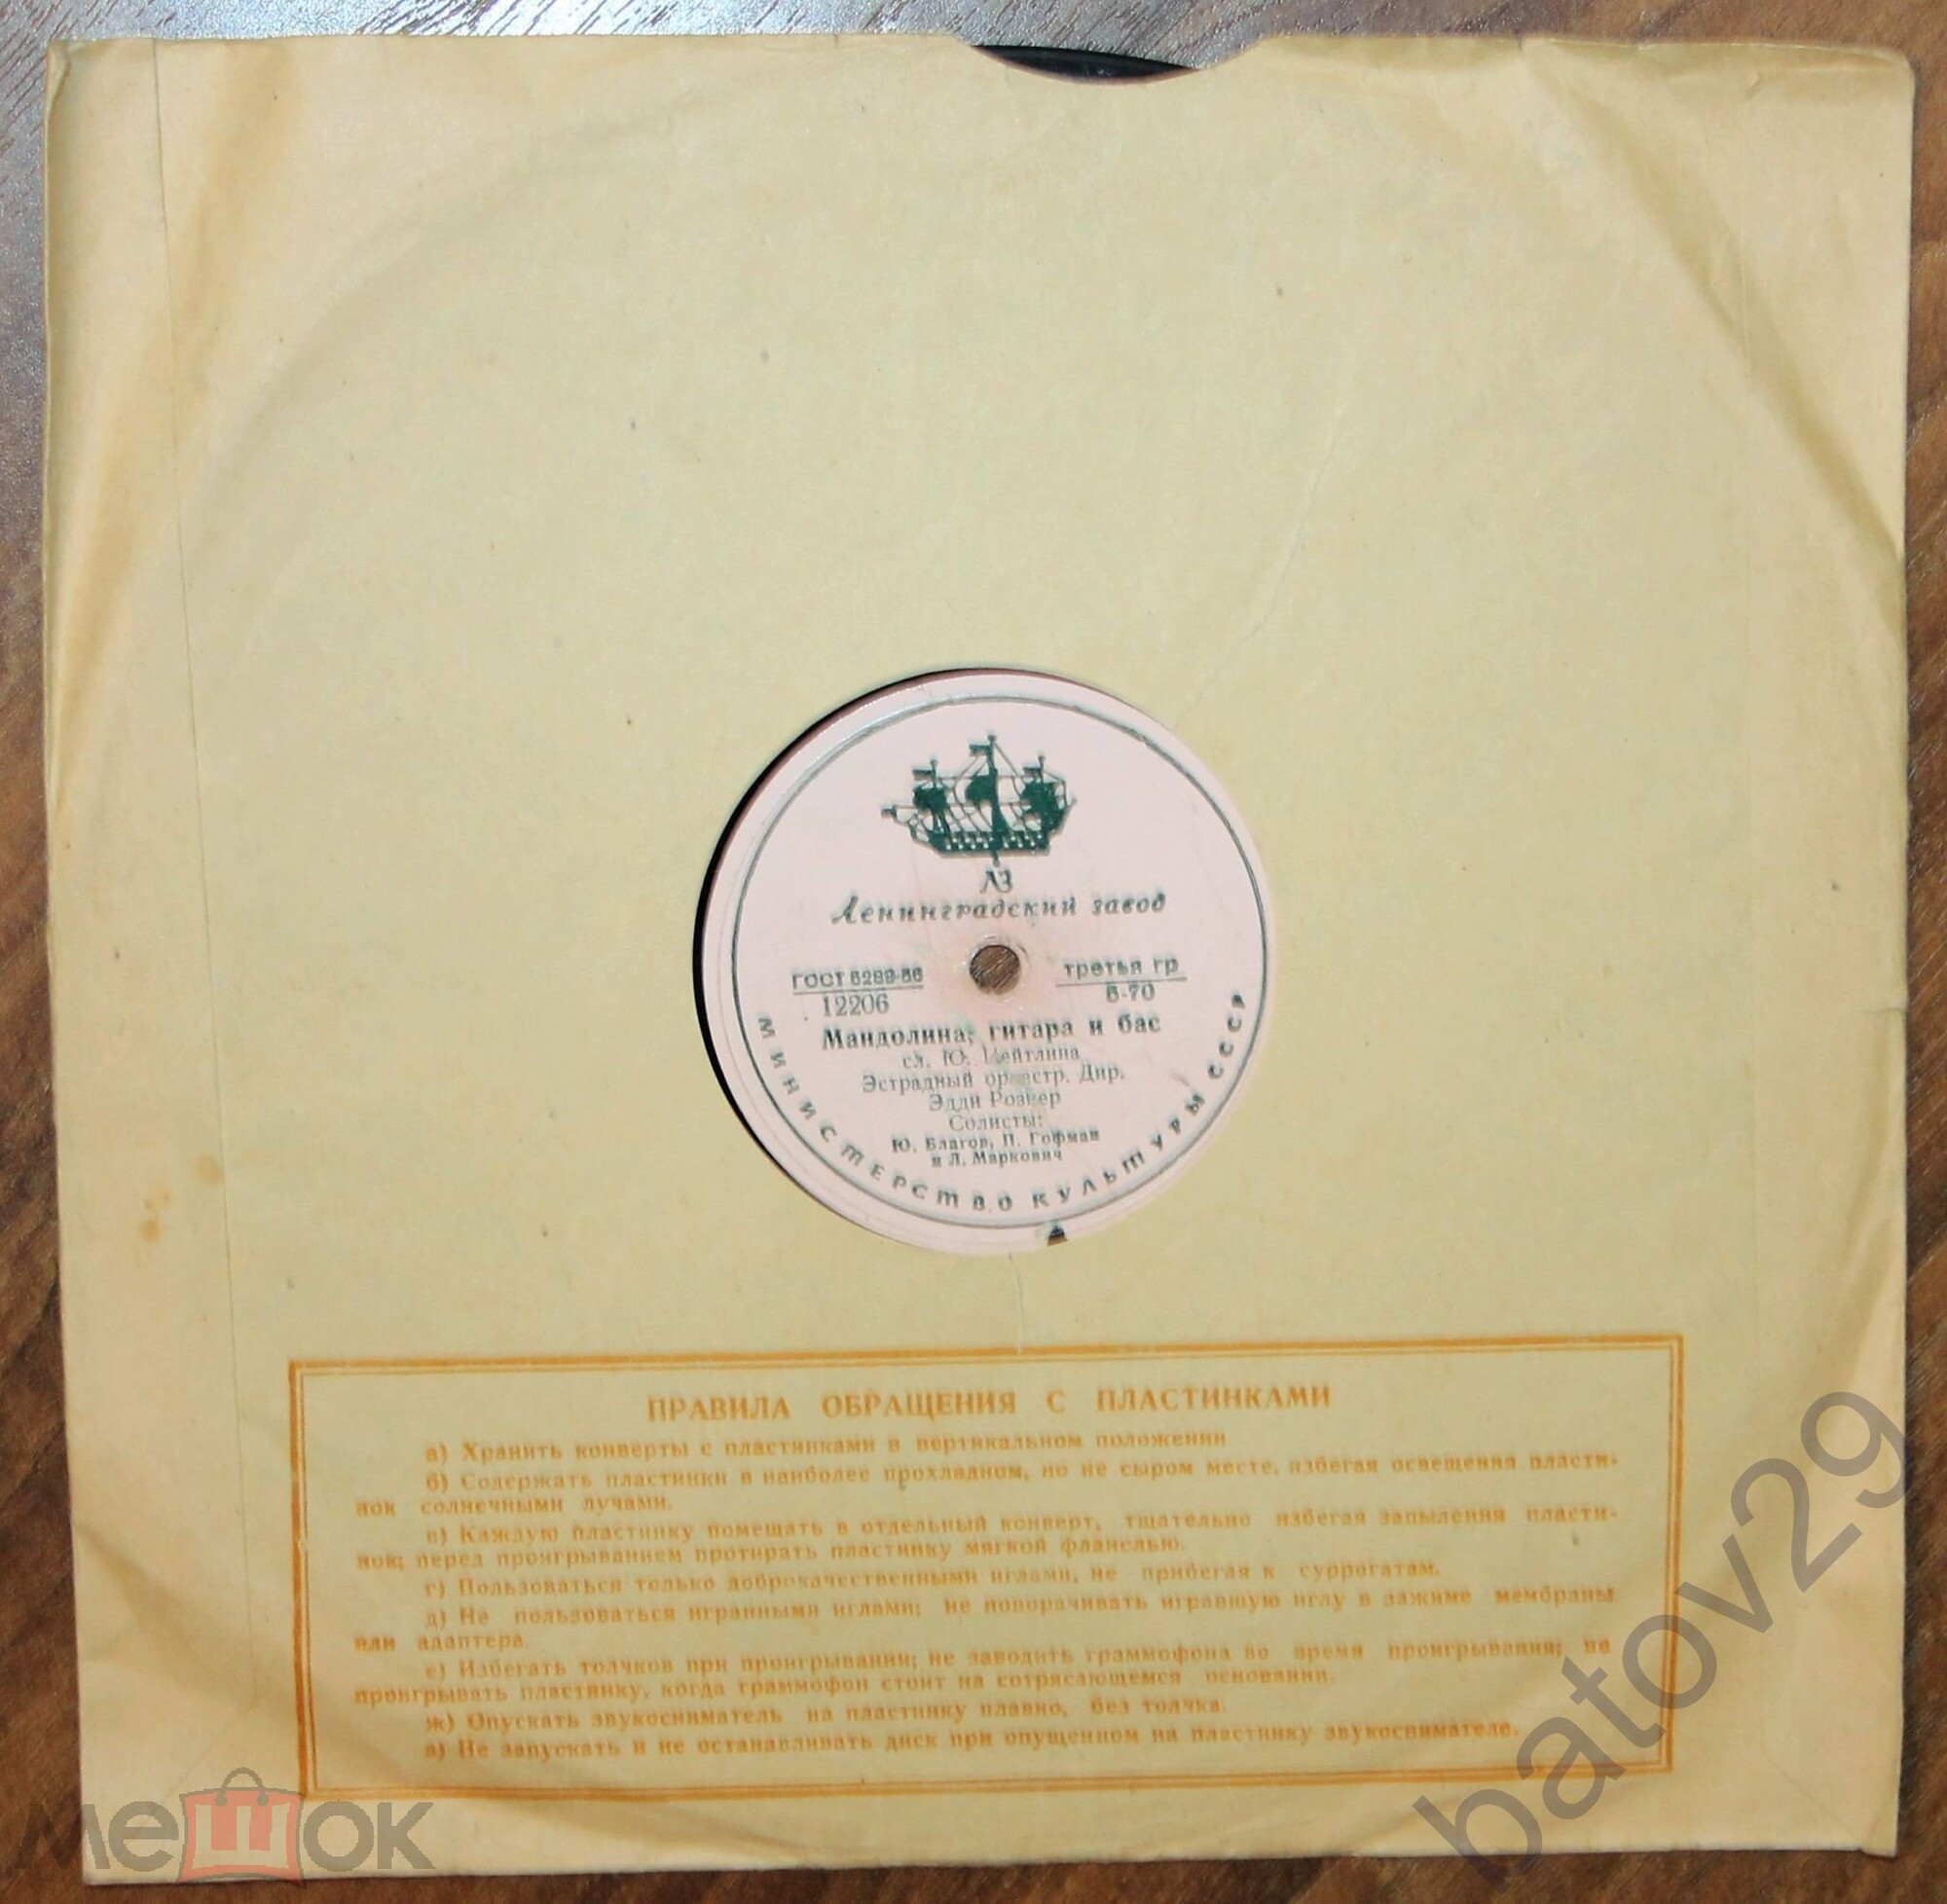 ЛЗ
Ленинградский завод
ГОСТ 5289-56
третья гр
12206
6-70
Мандолина, гитара и бас
сл. Ю. Цейтлина
Эстрадный оркестр. Дир.
Эдди Рознер
Солисты:
Ю. Благов, П. Гофман
и Л. Маркович
МИНИСТЕРСТВО КУЛЬТУРЫ СССР
ПРАВИЛА ОБРАЩЕНИЯ С ПЛАСТИНКАМИ
а) Хранить конверты с пластинками в вертикальном положении
б) Содержать пластинки в наиболее прохладном, но не сыром месте, избегая освещения пласти-
нок солнечными лучами.
в) Каждую пластинку помещать в отдельный конверт, тщательно избегая запыления пласти-
нок; перед проигрыванием протирать пластинку мягкой фланелью.
г) Пользоваться только доброкачественными иглами, не прибегая к суррогатам.
д) Не пользоваться игранными иглами; не поворачивать игравшую иглу в зажиме мембраны
или адаптера.
е) Избегать толчков при проигрывании; не заводить граммофона во время проигрывания; не
проигрывать пластинку, когда граммофон стоит на сотрясающемся основании.
ж) Опускать звукосниматель на пластинку плавно, без толчка.
з) Не запускать и не останавливать диск при опущенном на пластинку звукоснимателе.
мешок
batov29